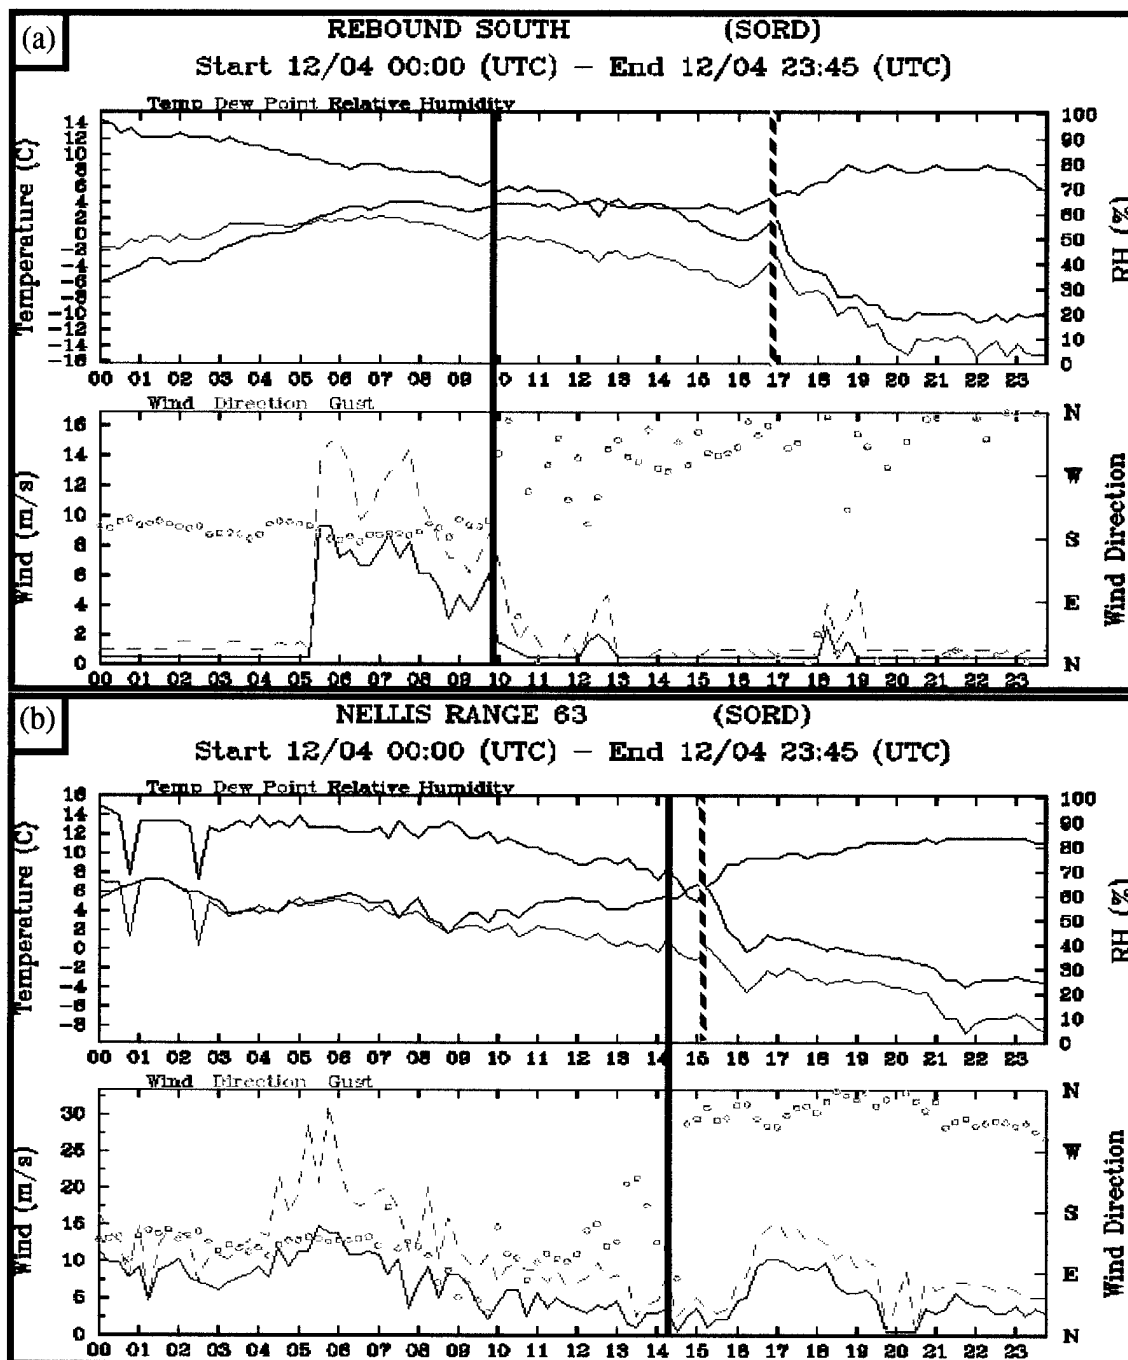 (a)
REBOUND SOUTH (SORD)
Start 12/04 00:00 (UTC) – End 12/04 23:45 (UTC)
Temp Dew Point Relative Humidity
Temperature (C)
14
12
10
8
6
4
2
0
-2
-4
-6
-8
-10
-12
-14
-16
100
90
80
70
60
50
40
30
20
10
0
RH (%)
00 01 02 03 04 05 06 07 08 09 10 11 12 13 14 15 16 17 18 19 20 21 22 23
Wind Direction Gust
Wind (m/s)
16
14
12
10
8
6
4
2
0
N
W
S
E
N
Wind Direction
00 01 02 03 04 05 06 07 08 09 10 11 12 13 14 15 16 17 18 19 20 21 22 23
(b)
NELLIS RANGE 63 (SORD)
Start 12/04 00:00 (UTC) – End 12/04 23:45 (UTC)
Temp Dew Point Relative Humidity
Temperature (C)
16
14
12
10
8
6
4
2
0
-2
-4
-6
-8
100
90
80
70
60
50
40
30
20
10
0
RH (%)
00 01 02 03 04 05 06 07 08 09 10 11 12 13 14 15 16 17 18 19 20 21 22 23
Wind Direction Gust
Wind (m/s)
30
25
20
15
10
5
0
N
W
S
E
N
Wind Direction
00 01 02 03 04 05 06 07 08 09 10 11 12 13 14 15 16 17 18 19 20 21 22 23